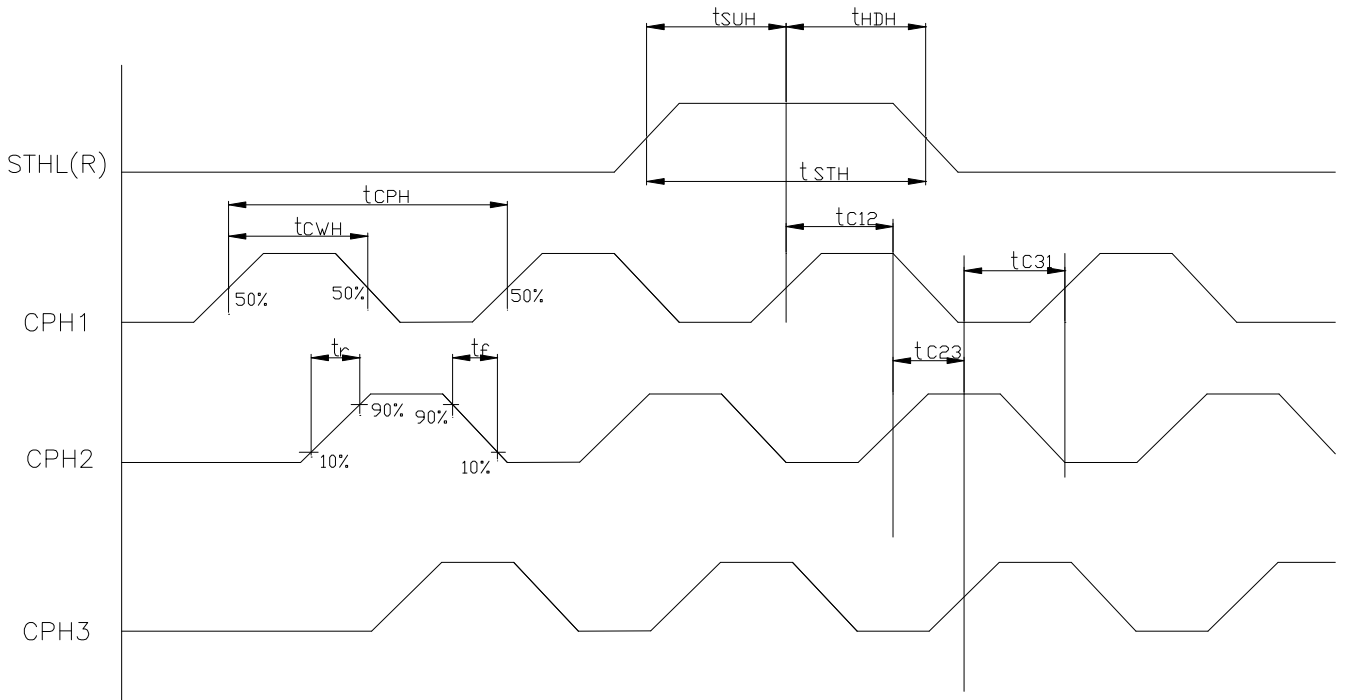 tSUH tHDH
STHL(R)
tSTH
tCPH
tC12
tCWH
tC31
50% 50% 50%
CPH1
tr tf
tC23
90% 90%
CPH2
10% 10%
CPH3